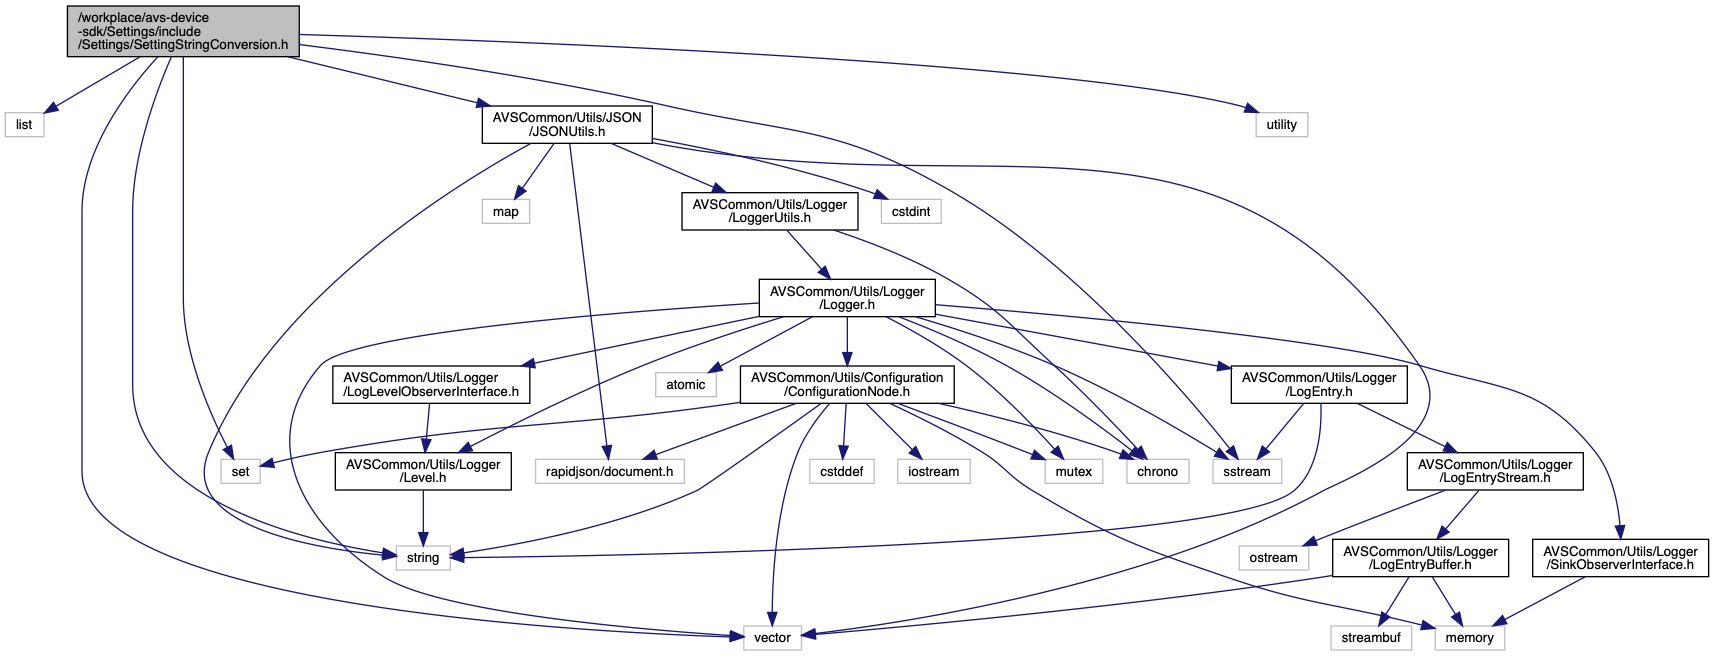 /workplace/avs-device
-sdk/Settings/include
/Settings/SettingStringConversion.h
list
AVSCommon/Utils/JSON
/JSONUtils.h
utility
map
AVSCommon/Utils/Logger
/LoggerUtils.h
cstdint
AVSCommon/Utils/Logger
/Logger.h
AVSCommon/Utils/Logger
/LogLevelObserverInterface.h
atomic
AVSCommon/Utils/Configuration
/ConfigurationNode.h
AVSCommon/Utils/Logger
/LogEntry.h
set
AVSCommon/Utils/Logger
/Level.h
rapidjson/document.h
cstddef
iostream
mutex
chrono
sstream
AVSCommon/Utils/Logger
/LogEntryStream.h
string
ostream
AVSCommon/Utils/Logger
/LogEntryBuffer.h
AVSCommon/Utils/Logger
/SinkObserverInterface.h
vector
streambuf
memory